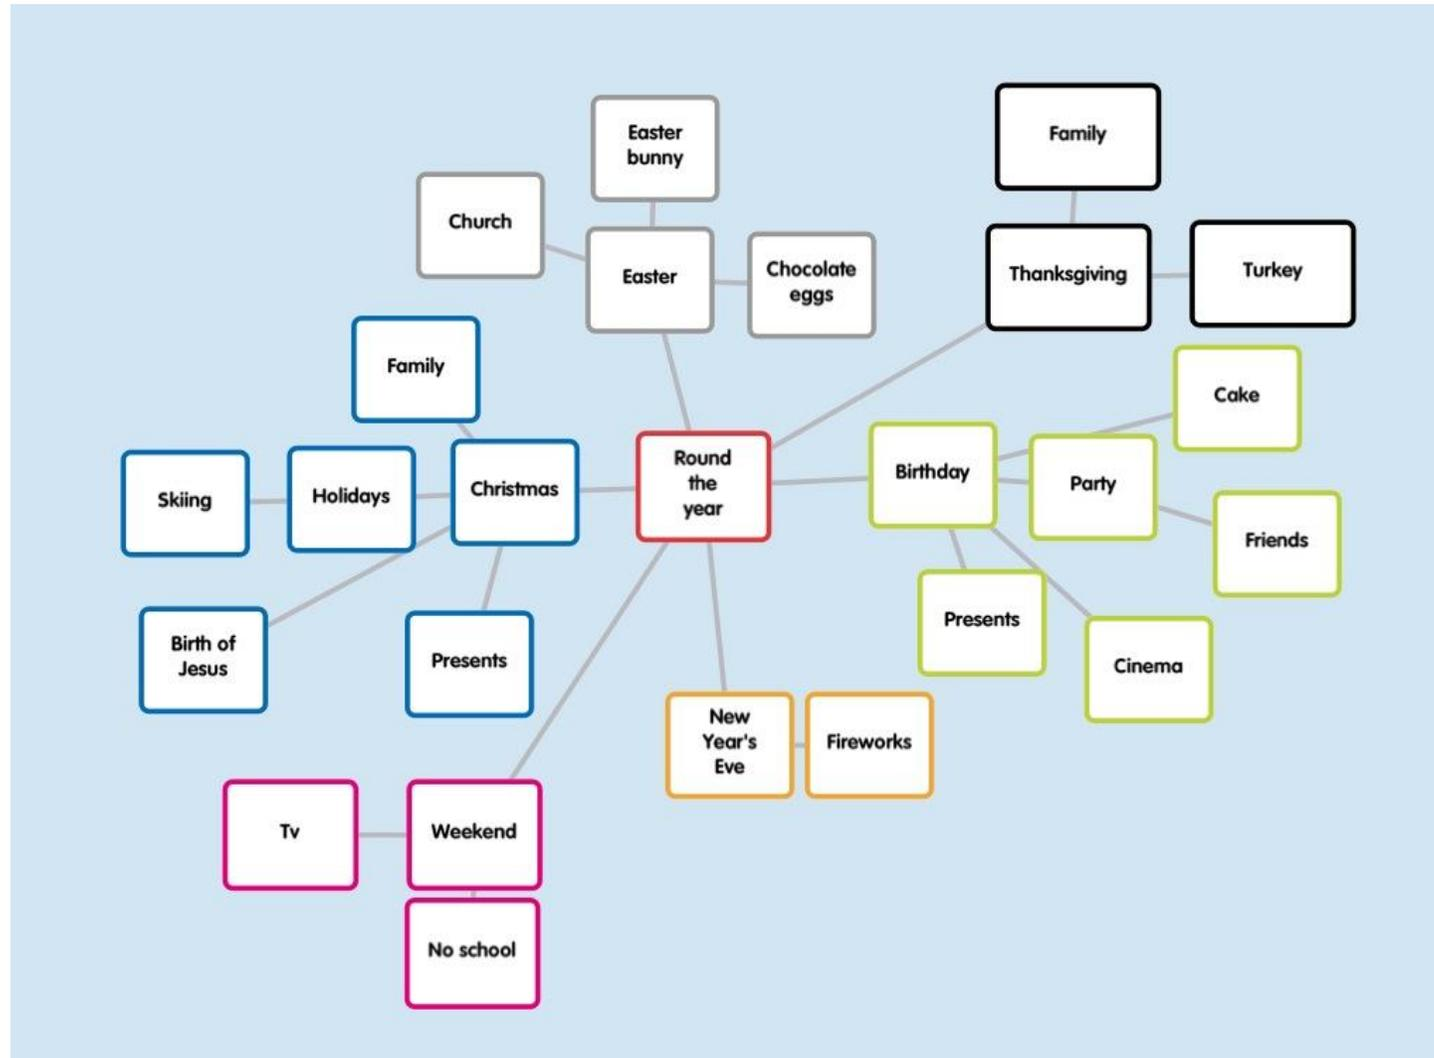 Easter
bunny
Family
Church
Easter
Chocolate
eggs
Thanksgiving
Turkey
Family
Cake
Round
the
year
Birthday
Party
Skiing
Holidays
Christmas
Friends
Birth of
Jesus
Presents
Presents
Cinema
New
Year's
Eve
Fireworks
Tv
Weekend
No school